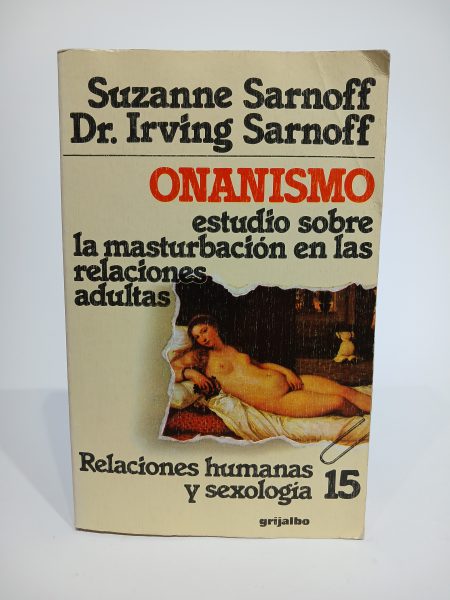 Suzanne Sarnoff
Dr. Irving Sarnoff
ONANISMO
estudio sobre
la masturbación en las
relaciones
adultas
Relaciones humanas
y sexología 15
grijalbo